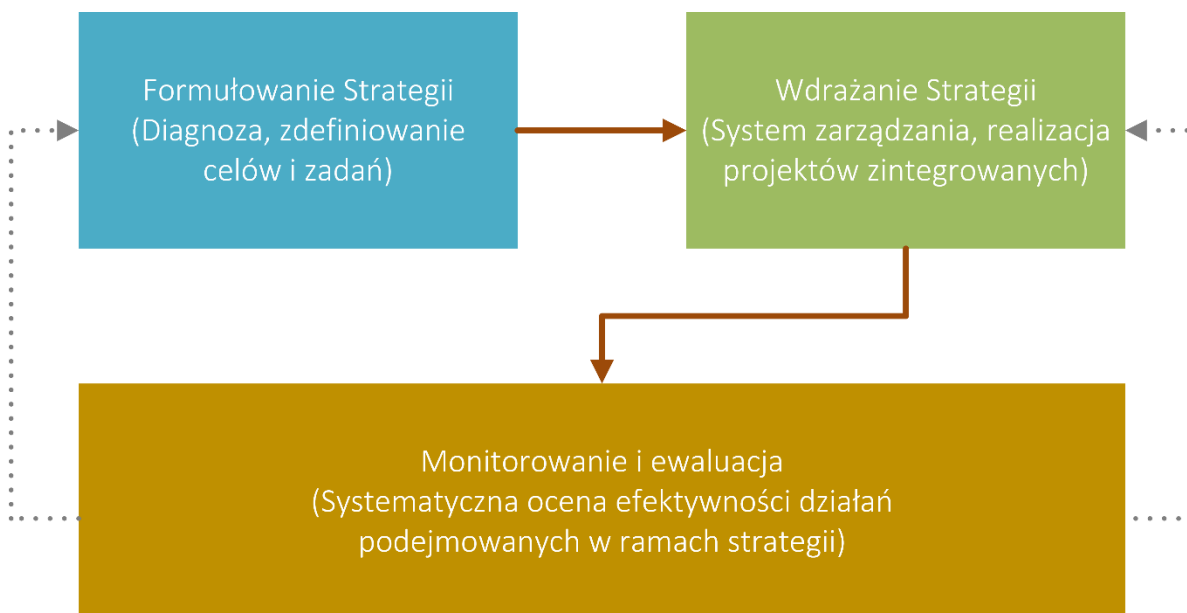 Formułowanie Strategii
(Diagnoza, zdefiniowanie
celów i zadań)
Wdrażanie Strategii
(System zarządzania, realizacja
projektów zintegrowanych)
Monitorowanie i ewaluacja
(Systematyczna ocena efektywności działań
podejmowanych w ramach strategii)